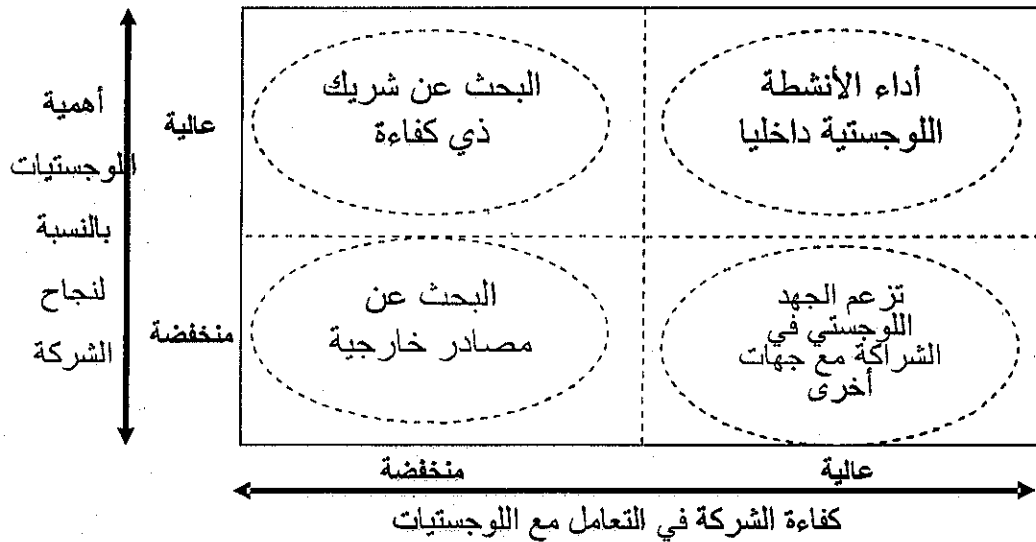 أهمية
اللوجستيات
بالنسبة
لنجاح
الشركة
عالية
البحث عن شريك
ذي كفاءة
أداء الأنشطة
اللوجستية داخليا
منخفضة
البحث عن
مصادر خارجية
تزعم الجهد
اللوجستي في
الشراكة مع جهات
أخرى
منخفضة
عالية
كفاءة الشركة في التعامل مع اللوجستيات